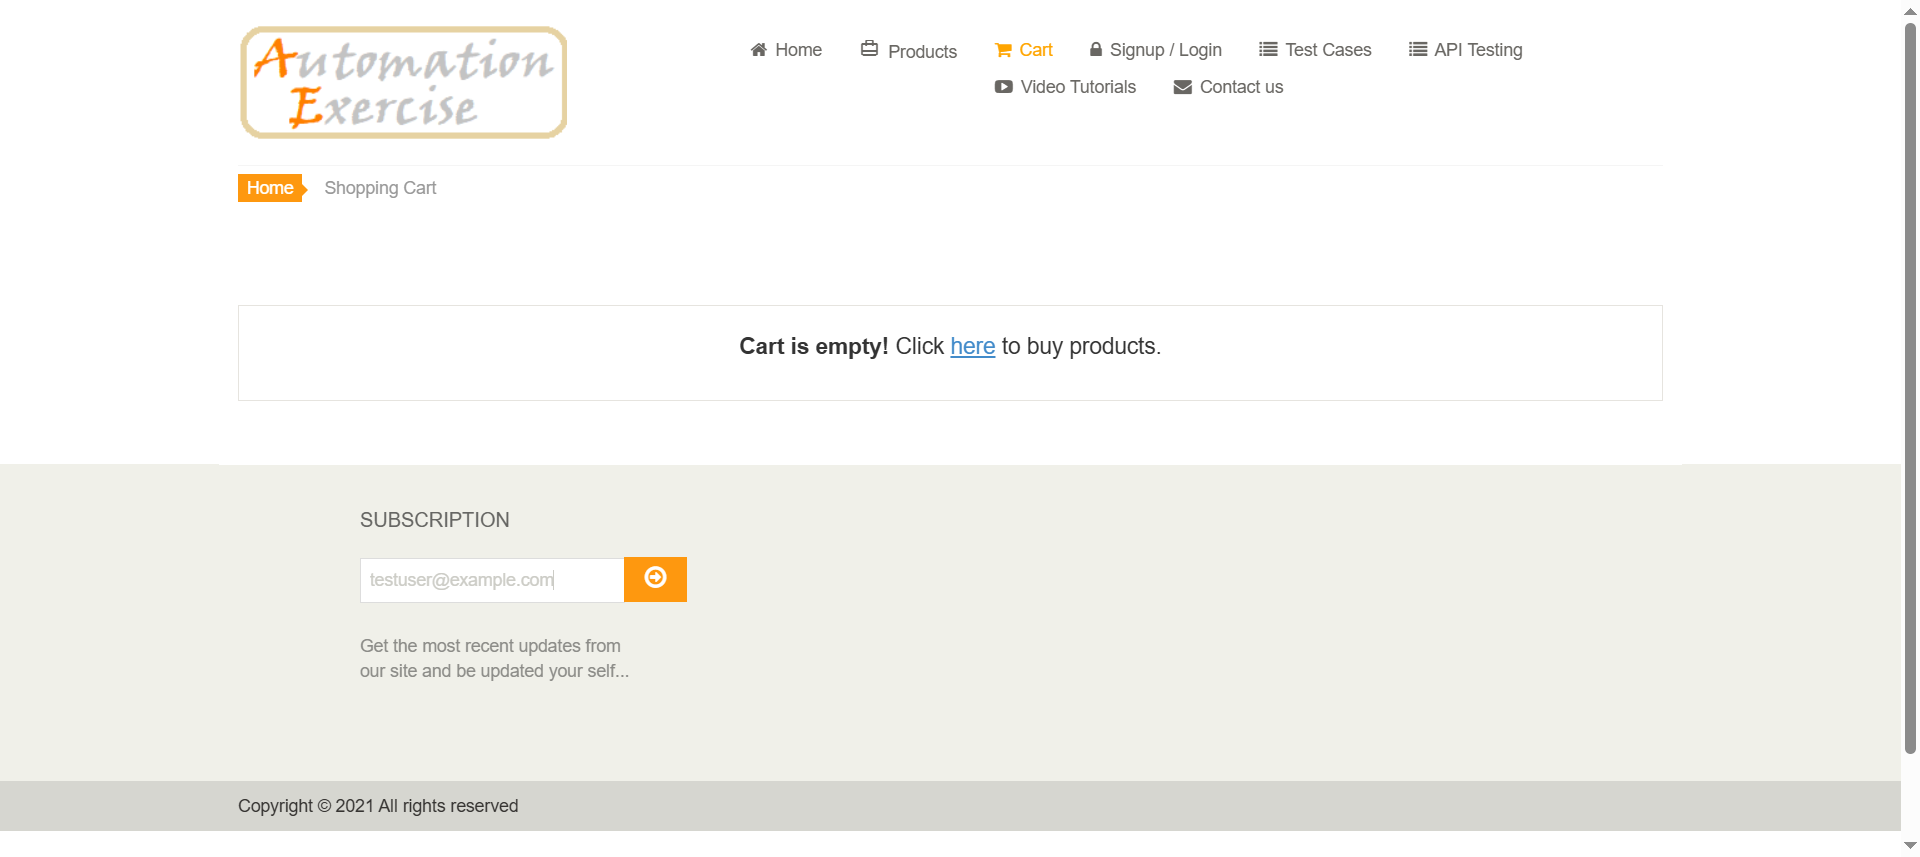 Automation
Exercise
Home Products Cart Signup / Login Test Cases API Testing
Video Tutorials Contact us
Home Shopping Cart
Cart is empty! Click here to buy products.
SUBSCRIPTION
testuser@example.com
Get the most recent updates from
our site and be updated your self...
Copyright © 2021 All rights reserved